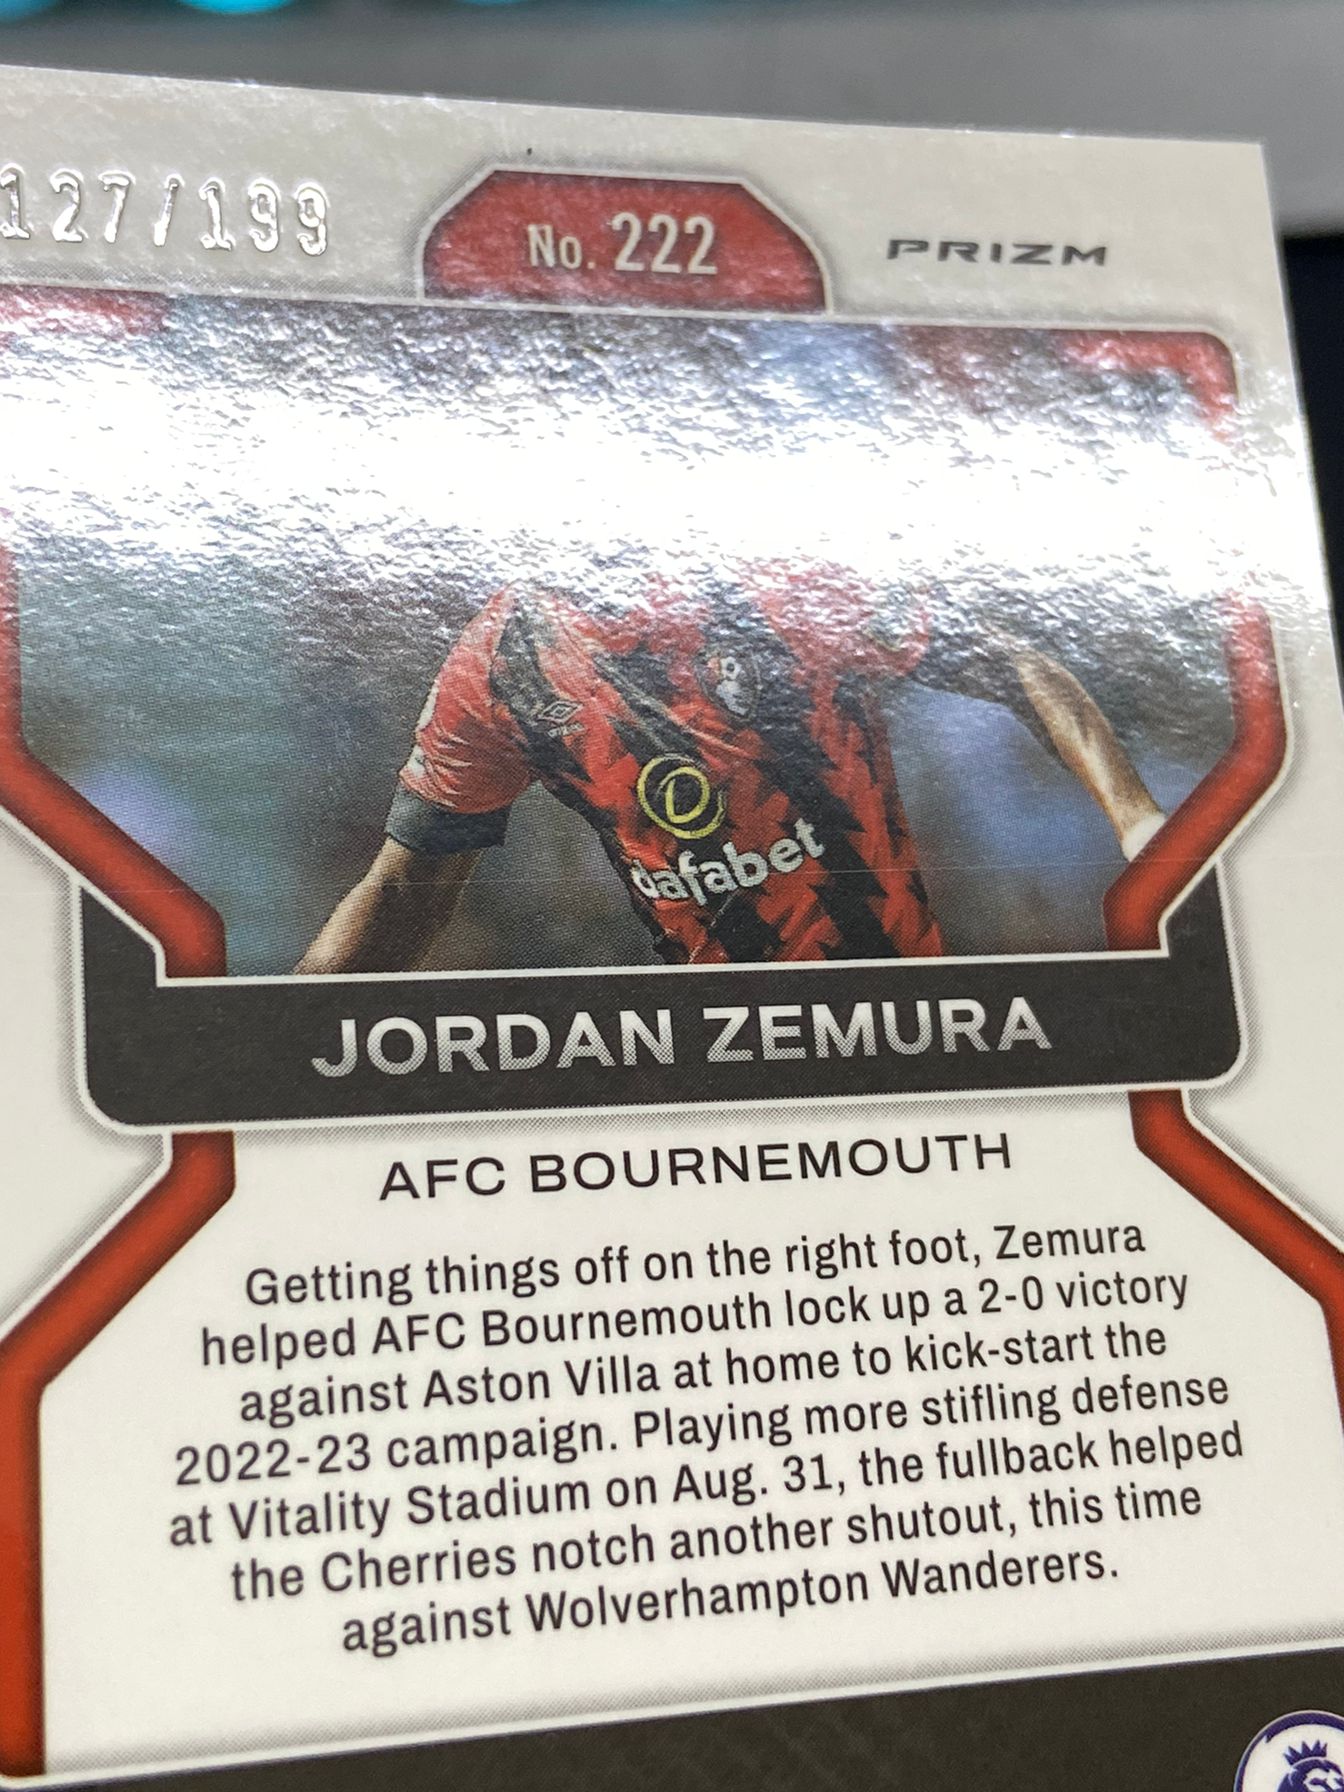 127/199
No. 222
PRIZM
dafabet
JORDAN ZEMURA
AFC BOURNEMOUTH
Getting things off on the right foot, Zemura
helped AFC Bournemouth lock up a 2-0 victory
against Aston Villa at home to kick-start the
2022-23 campaign. Playing more stifling defense
at Vitality Stadium on Aug. 31, the fullback helped
the Cherries notch another shutout, this time
against Wolverhampton Wanderers.